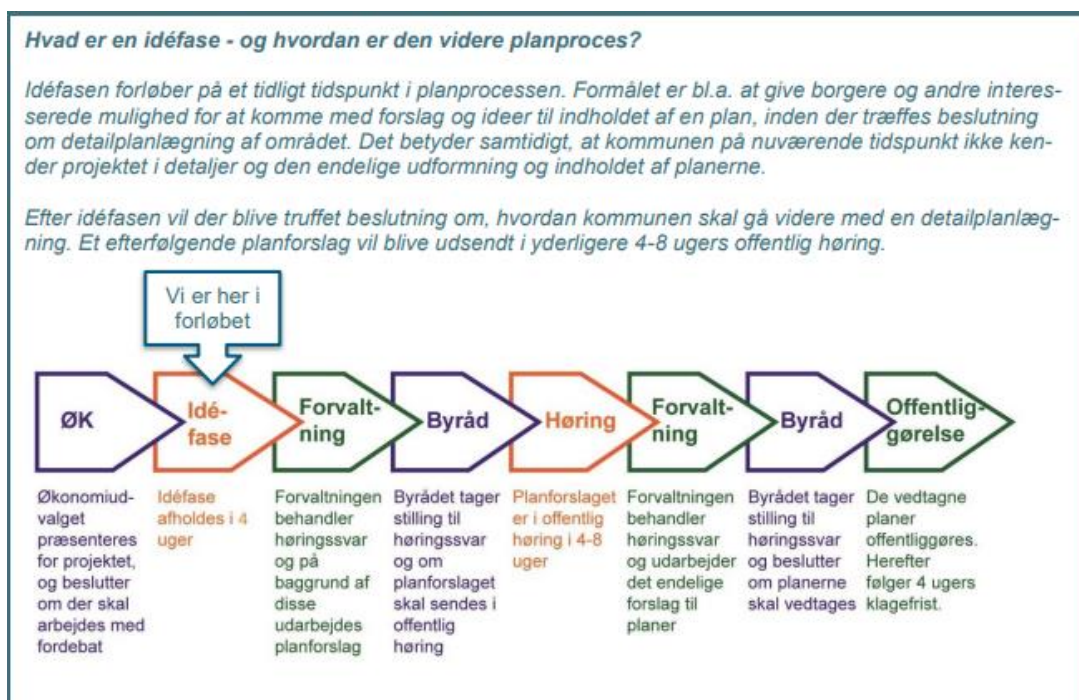 Hvad er en idéfase - og hvordan er den videre planproces?
Idéfasen forløber på et tidligt tidspunkt i planprocessen. Formålet er bl.a. at give borgere og andre interes-
serede mulighed for at komme med forslag og ideer til indholdet af en plan, inden der træffes beslutning
om detailplanlægning af området. Det betyder samtidigt, at kommunen på nuværende tidspunkt ikke ken-
der projektet i detaljer og den endelige udformning og indholdet af planerne.
Efter idéfasen vil der blive truffet beslutning om, hvordan kommunen skal gå videre med en detailplanlæg-
ning. Et efterfølgende planforslag vil blive udsendt i yderligere 4-8 ugers offentlig høring.
Vi er her i
forløbet
ØK
Idé-
fase
Forvalt-
ning
Byråd
Høring
Forvalt-
ning
Byråd
Offentlig-
gørelse
Økonomiud-
valget
præsenteres
for projektet,
og beslutter
om der skal
arbejdes med
fordebat
Idéfase
afholdes i 4
uger
Forvaltningen
behandler
høringssvar
og på
baggrund af
disse
udarbejdes
planforslag
Byrådet tager
stilling til
høringssvar
og om
planforslaget
skal sendes i
offentlig
høring
Planforslaget
er i offentlig
høring i 4-8
uger
Forvaltningen
behandler
høringssvar
og udarbejder
det endelige
forslag til
planer
Byrådet tager
stilling til
høringssvar
og beslutter
om planerne
skal vedtages
De vedtagne
planer
offentliggøres.
Herefter
følger 4 ugers
klagefrist.